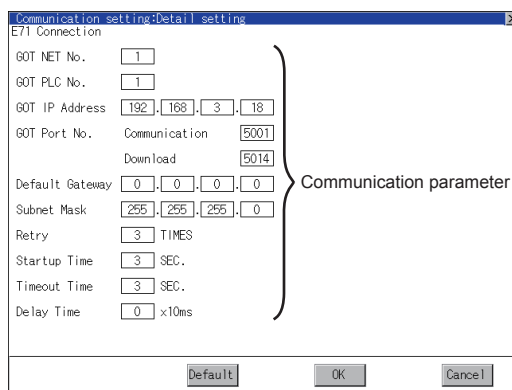 Communication setting:Detail setting
E71 Connection
GOT NET No. 1
GOT PLC No. 1
GOT IP Address 192 . 168 . 3 . 18
GOT Port No. Communication 5001
Download 5014
Default Gateway 0 . 0 . 0 . 0
Communication parameter
Subnet Mask 255 . 255 . 255 . 0
Retry 3 TIMES
Startup Time 3 SEC.
Timeout Time 3 SEC.
Delay Time 0 ×10ms
Default OK Cancel